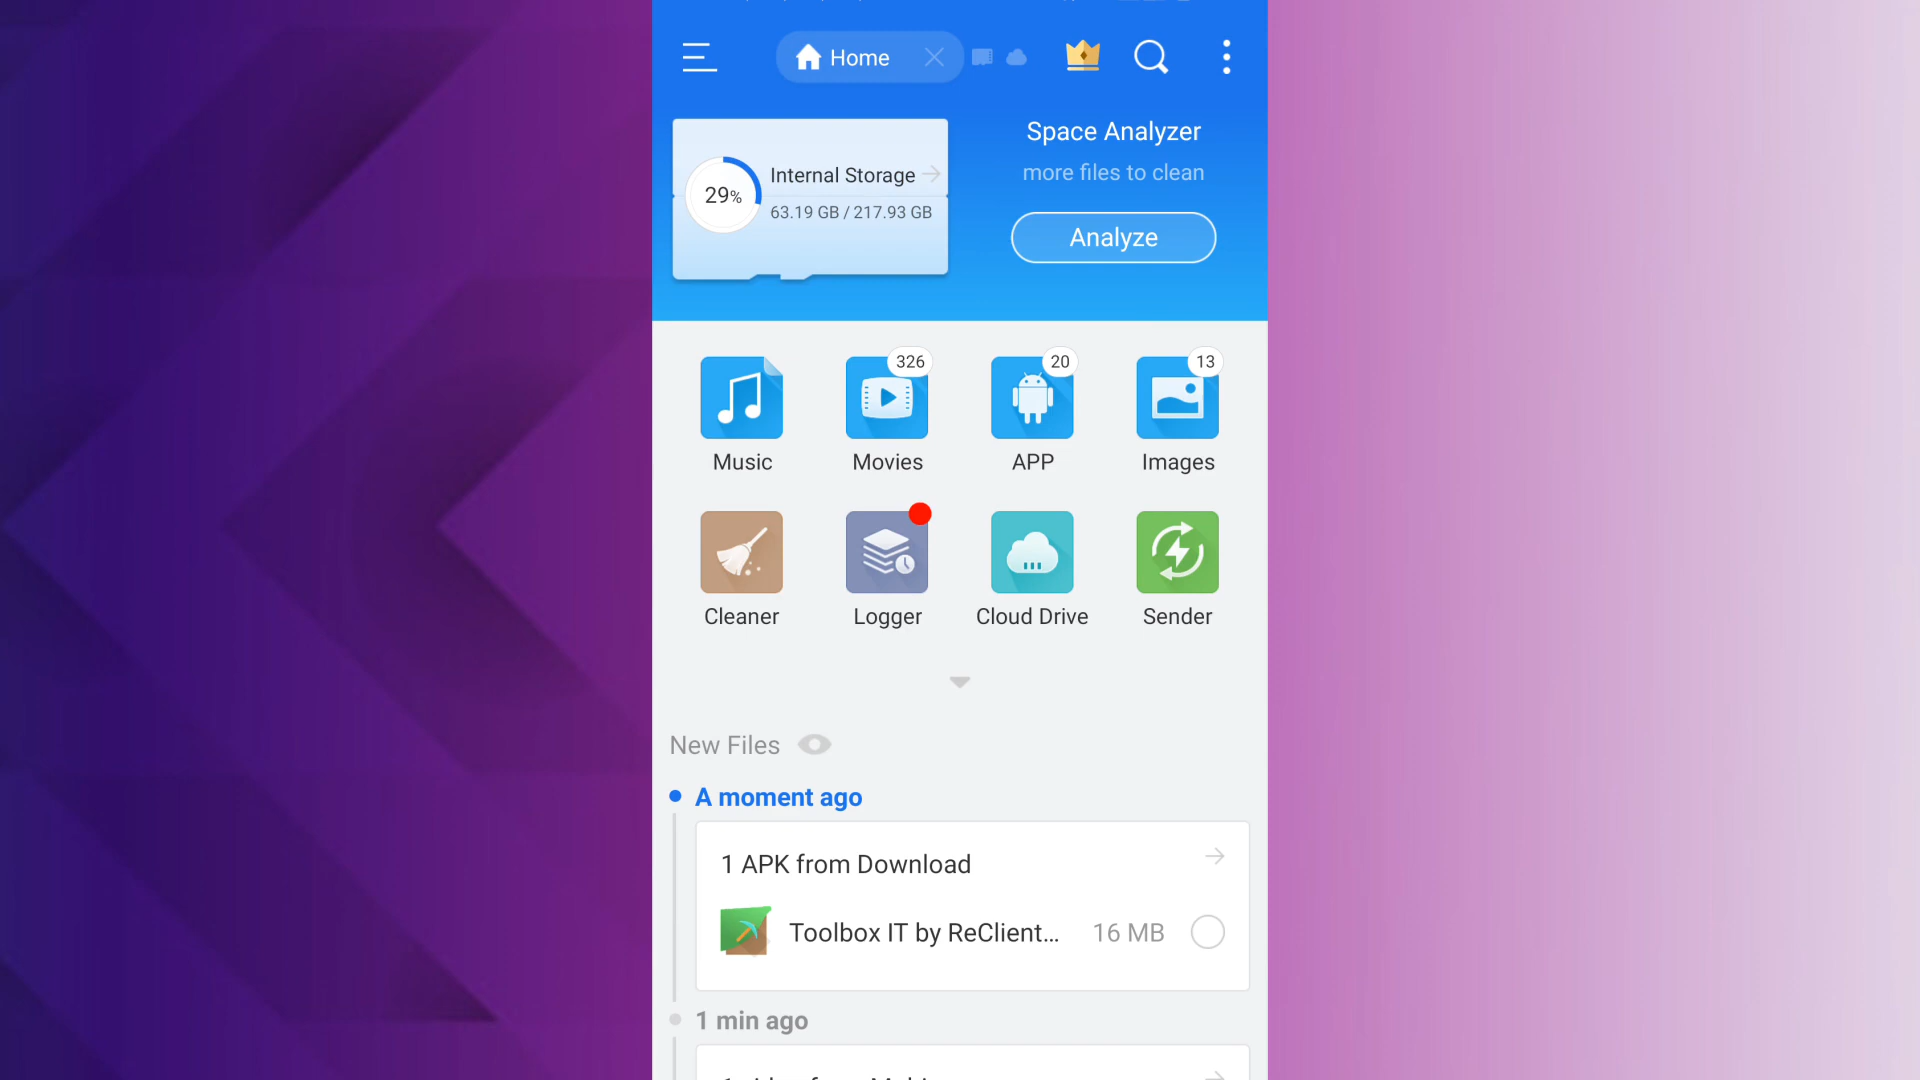 Home
Space Analyzer
more files to clean
Analyze
29%
Internal Storage
63.19 GB / 217.93 GB
326
20
13
Music
Movies
APP
Images
Cleaner
Logger
Cloud Drive
Sender
New Files
A moment ago
1 APK from Download
Toolbox IT by ReClient... 16 MB
1 min ago